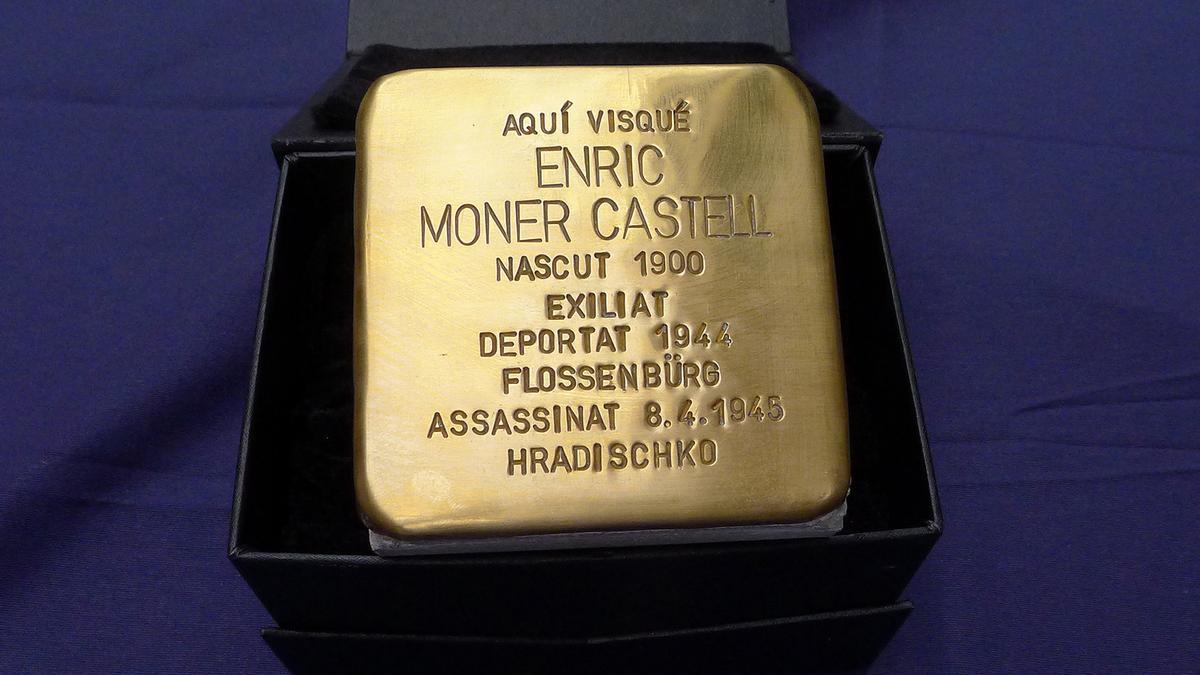 AQUÍ VISQUÉ
ENRIC
MONER CASTELL
NASCUT 1900
EXILIAT
DEPORTAT 1944
FLOSSENBÜRG
ASSASSINAT 8.4.1945
HRADISCHKO